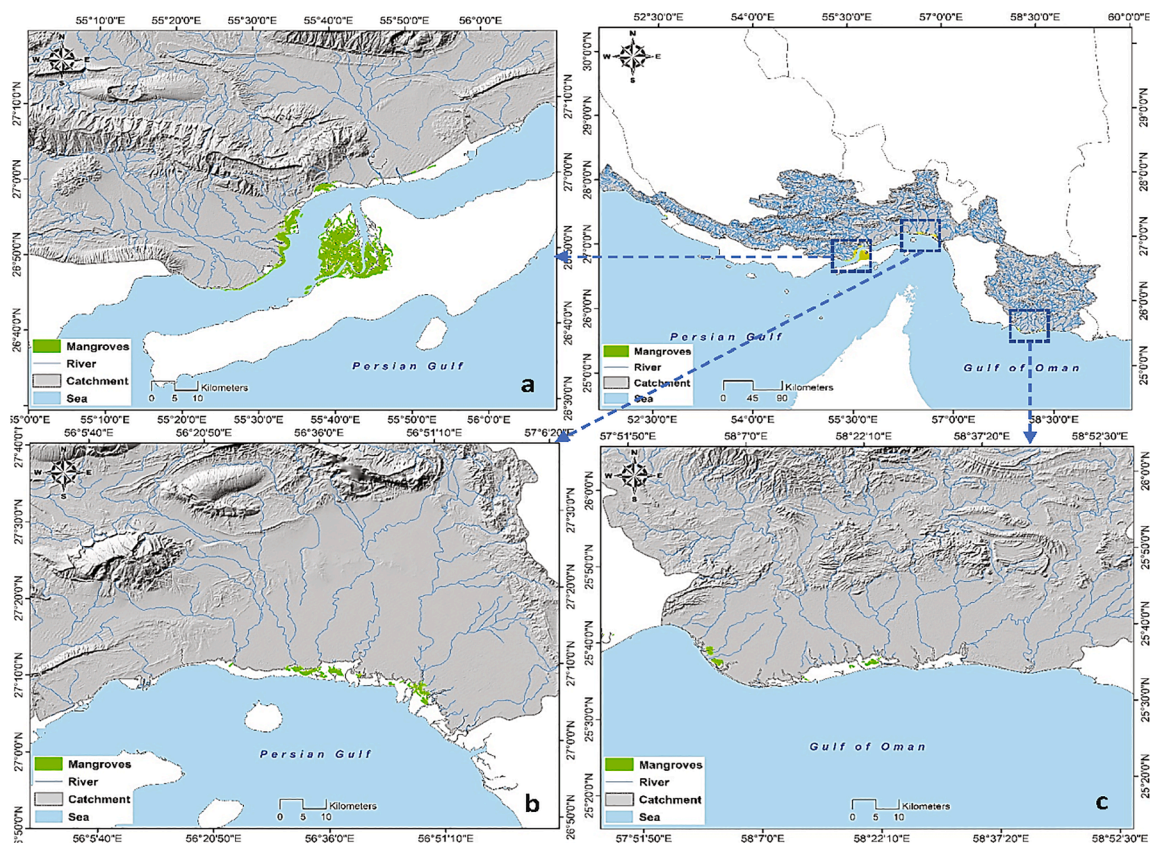 55°10'0"E 55°20'0"E 55°30'0"E 55°40'0"E 55°50'0"E 56°0'0"E
N
W E
S
27°10'0"N
27°0'0"N
26°50'0"N
26°40'0"N
27°10'0"N
27°0'0"N
26°50'0"N
26°40'0"N
26°30'0"N
Mangroves
River
Catchment
Sea
0 5 10 Kilometers
Persian Gulf
a
55°0'0"E 55°10'0"E 55°20'0"E 55°30'0"E 55°40'0"E 55°50'0"E 56°0'0"E
52°30'0"E 54°0'0"E 55°30'0"E 57°0'0"E 58°30'0"E 60°0'0"E
N
W E
S
30°0'0"N
29°0'0"N
28°0'0"N
27°0'0"N
26°0'0"N
25°0'0"N
30°0'0"N
29°0'0"N
28°0'0"N
27°0'0"N
26°0'0"N
25°0'0"N
Persian Gulf
Gulf of Oman
Mangroves
River
Catchment
Sea
0 45 90 Kilometers
52°30'0"E 54°0'0"E 55°30'0"E 57°0'0"E 58°30'0"E
56°5'40"E 56°20'50"E 56°36'0"E 56°51'10"E 57°6'20"E
N
W E
S
27°40'0"N
27°30'0"N
27°20'0"N
27°10'0"N
27°0'0"N
26°50'0"N
27°30'0"N
27°20'0"N
27°10'0"N
27°0'0"N
26°50'0"N
Persian Gulf
Mangroves
River
Catchment
Sea
0 5 10 Kilometers
b
56°5'40"E 56°20'50"E 56°36'0"E 56°51'10"E
57°51'50"E 58°7'0"E 58°22'10"E 58°37'20"E 58°52'30"E
N
W E
S
26°0'0"N
25°50'0"N
25°40'0"N
25°30'0"N
25°20'0"N
26°0'0"N
25°50'0"N
25°40'0"N
25°30'0"N
25°20'0"N
Gulf of Oman
Mangroves
River
Catchment
Sea
0 5 10 Kilometers
c
57°51'50"E 58°7'0"E 58°22'10"E 58°37'20"E 58°52'30"E